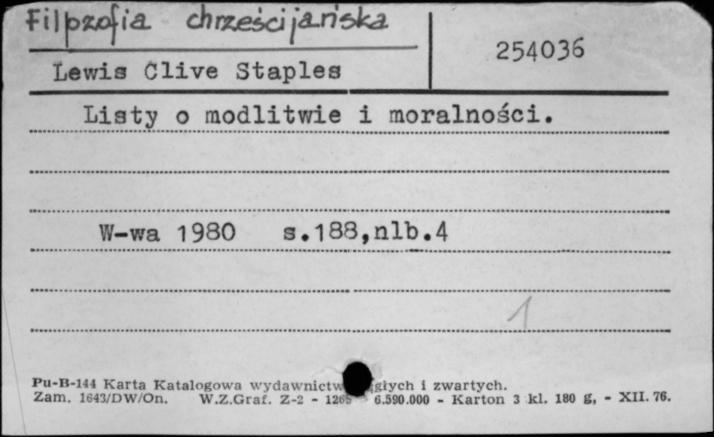 Filozofia chrześcijańska
254036
Lewis Clive Staples
Listy o modlitwie i moralności.
W-wa 1980 s.188,nlb.4
1
Pu-B-144 Karta Katalogowa wydawnictw głych i zwartych.
Zam. 1643/DW/On. W.Z.Graf. Z-2 - 1265 6.590.000 - Karton 3 kl. 180 g, - XII. 76.